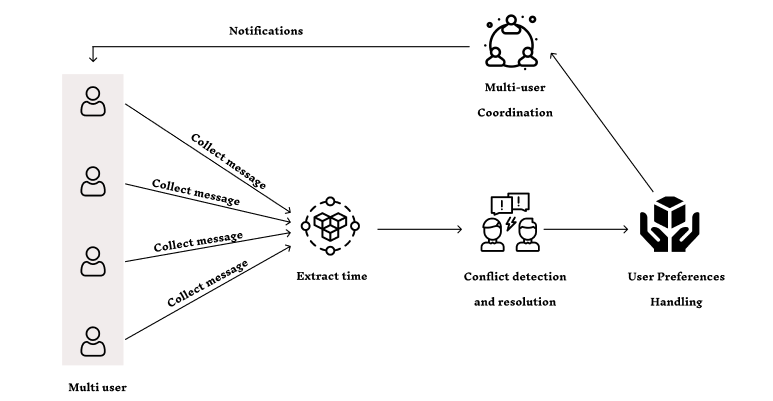 Notifications
Multi-user
Coordination
Collect message
Collect message
Collect message
Collect message
Extract time
Conflict detection
and resolution
User Preferences
Handling
Multi user